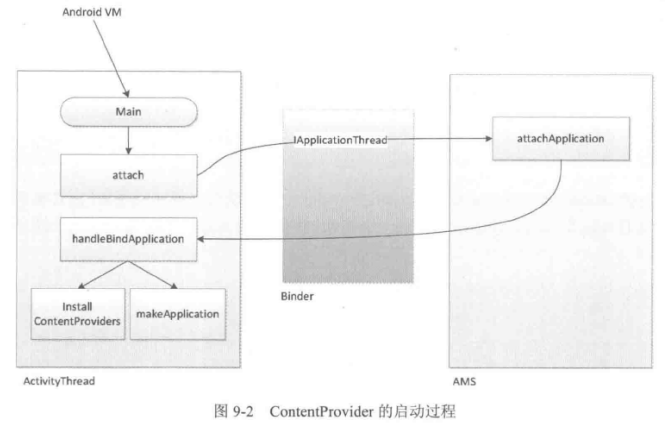 Android VM
Main
attach
IApplicationThread
attachApplication
handleBindApplication
Install
ContentProviders
makeApplication
Binder
ActivityThread
AMS
图 9-2 ContentProvider 的启动过程